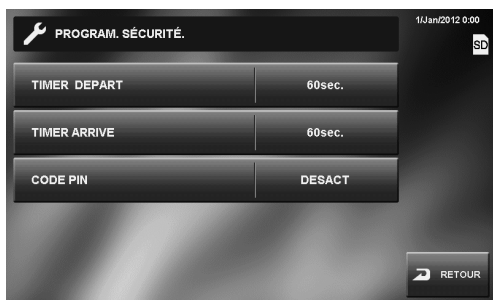 1/Jan/2012 0:00
PROGRAM. SÉCURITÉ.
SD
TIMER DEPART 60sec.
TIMER ARRIVE 60sec.
CODE PIN DESACT
RETOUR